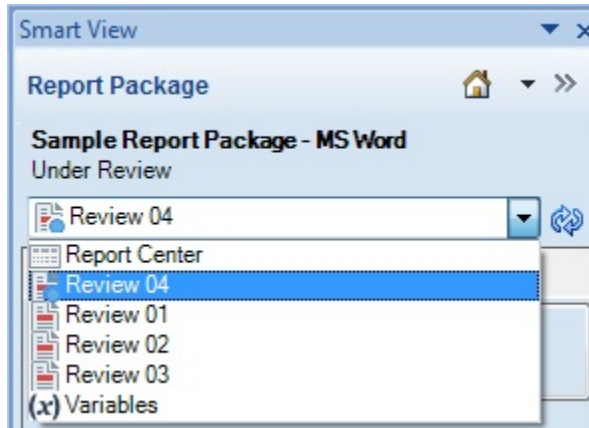 Smart View
Report Package
Sample Report Package - MS Word
Under Review
Review 04
Report Center
Review 04
Review 01
Review 02
Review 03
(x) Variables